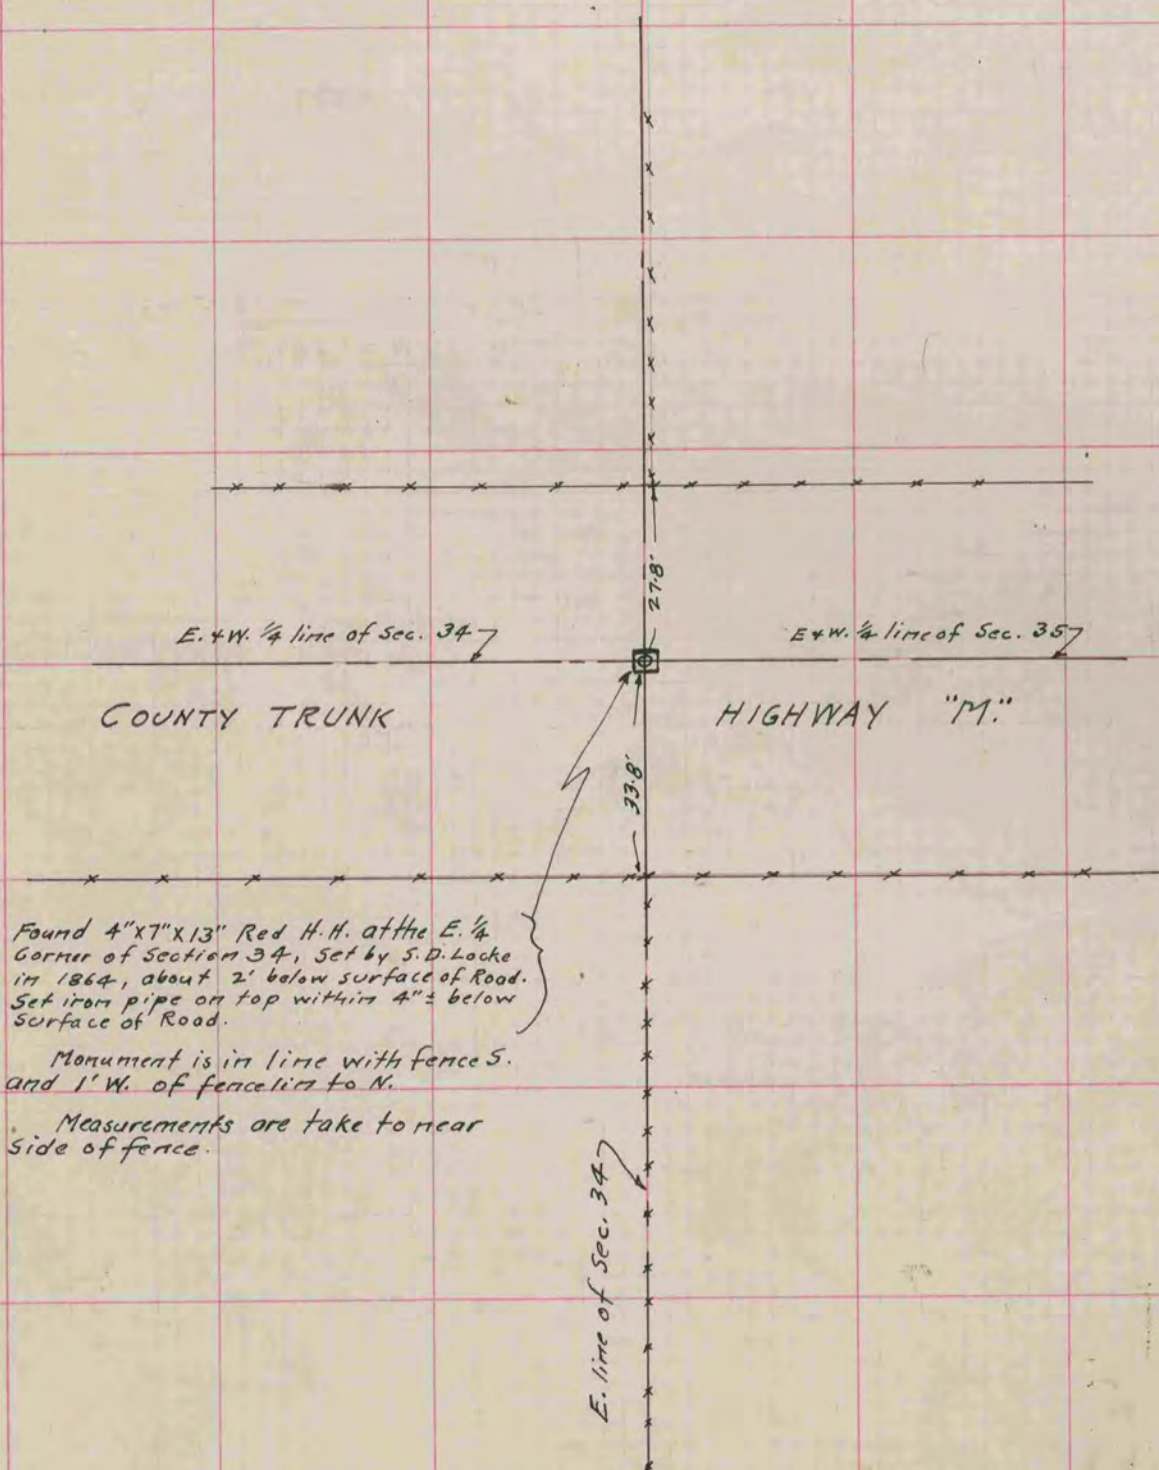 27.8'
E. & W. ¼ line of Sec. 34
E & W. ¼ line of Sec. 35
COUNTY TRUNK HIGHWAY "M."
33.8'
Found 4"x7"x13" Red H.H. at the E. ¼
Corner of Section 34, Set by S.D. Locke
in 1864, about 2' below surface of Road.
Set iron pipe on top within 4"± below
Surface of Road.
Monument is in line with fence S.
and 1' W. of fence lin to N.
Measurements are take to near
Side of fence.
E. line of Sec. 34